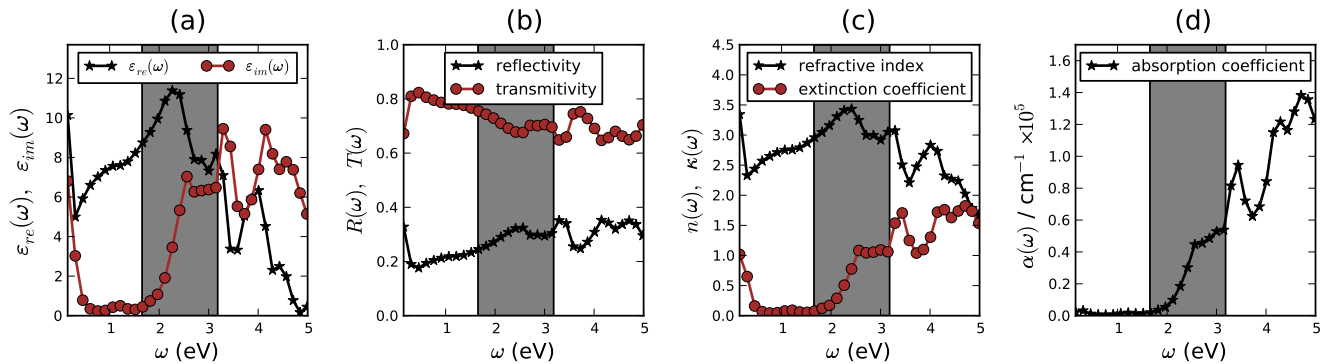 (a)
ε_re(ω), ε_im(ω)
ε_re(ω) ε_im(ω)
12
10
8
6
4
2
0
1 2 3 4 5
ω (eV)
(b)
R(ω), T(ω)
reflectivity
transmitivity
1.0
0.8
0.6
0.4
0.2
0.0
1 2 3 4 5
ω (eV)
(c)
n(ω), κ(ω)
refractive index
extinction coefficient
4.5
4.0
3.5
3.0
2.5
2.0
1.5
1.0
0.5
0.0
1 2 3 4 5
ω (eV)
(d)
α(ω) / cm⁻¹ ×10⁵
absorption coefficient
1.6
1.4
1.2
1.0
0.8
0.6
0.4
0.2
0.0
1 2 3 4 5
ω (eV)